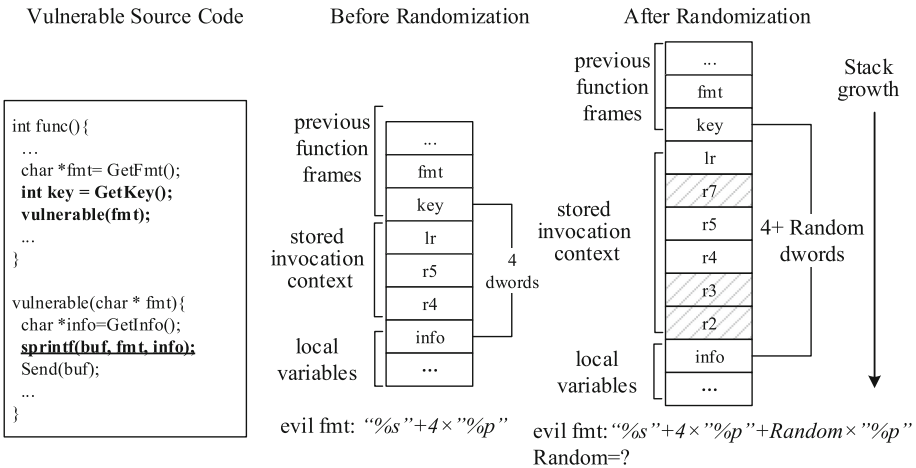 Vulnerable Source Code
int func(){
...
char *fmt= GetFmt();
int key = GetKey();
vulnerable(fmt);
...
}
vulnerable(char * fmt){
char *info=GetInfo();
sprintf(buf, fmt, info);
Send(buf);
...
}
Before Randomization
previous
function
frames
stored
invocation
context
local
variables
...
fmt
key
lr
r5
r4
info
...
4
dwords
evil fmt: “%s”+4×”%p”
After Randomization
previous
function
frames
stored
invocation
context
local
variables
...
fmt
key
lr
r7
r5
r4
r3
r2
info
...
4+ Random
dwords
Stack
growth
evil fmt:“%s”+4×”%p”+Random×”%p”
Random=?